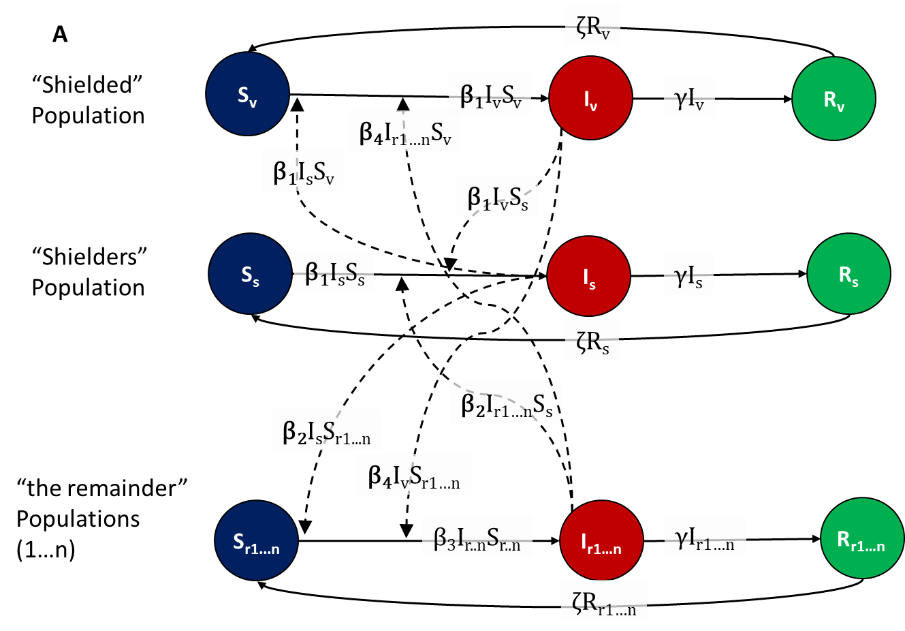 A
ζRᵥ
“Shielded”
Population
Sᵥ
β₁IᵥSᵥ
Iᵥ
γIᵥ
Rᵥ
β₄Iᵣ₁…ₙSᵥ
β₁IₛSᵥ
β₁IᵥSₛ
“Shielders”
Population
Sₛ
β₁IₛSₛ
Iₛ
γIₛ
Rₛ
ζRₛ
β₂Iᵣ₁…ₙSₛ
β₂IₛSᵣ₁…ₙ
β₄IᵥSᵣ₁…ₙ
“the remainder”
Populations
(1…n)
Sᵣ₁…ₙ
β₃Iᵣ..ₙSᵣ..ₙ
Iᵣ₁…ₙ
γIᵣ₁…ₙ
Rᵣ₁…ₙ
ζRᵣ₁…ₙ